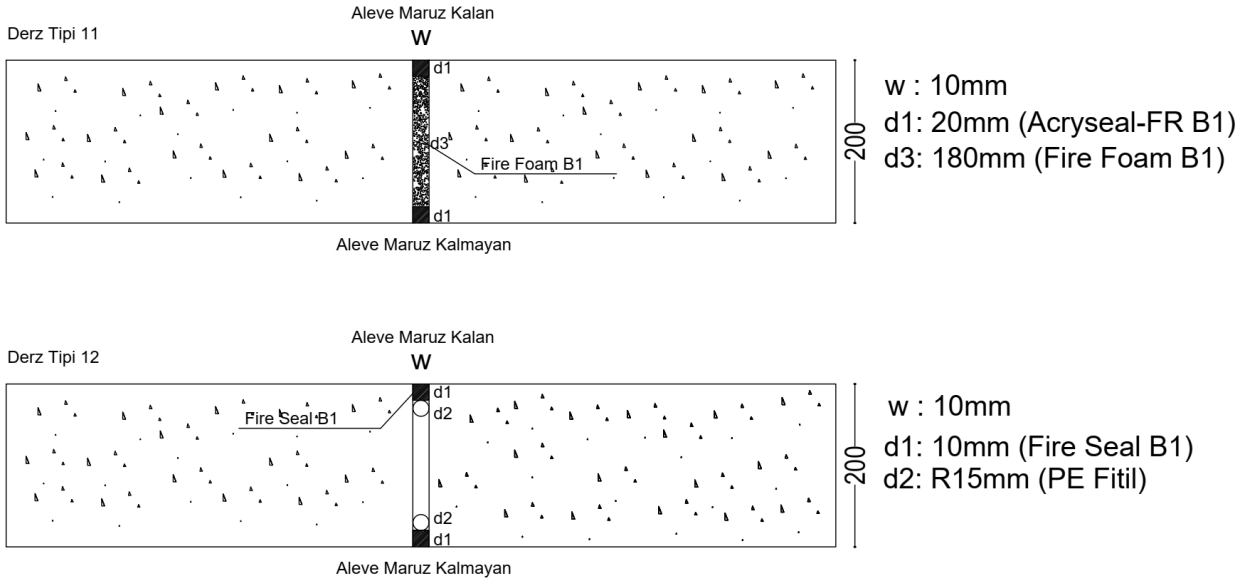 Aleve Maruz Kalan
Derz Tipi 11
w
d1
w : 10mm
d1: 20mm (Acryseal-FR B1)
d3
200
Fire Foam B1
d3: 180mm (Fire Foam B1)
d1
Aleve Maruz Kalmayan
Aleve Maruz Kalan
Derz Tipi 12
w
d1
w : 10mm
d2
Fire Seal B1
d1: 10mm (Fire Seal B1)
200
d2: R15mm (PE Fitil)
d2
d1
Aleve Maruz Kalmayan